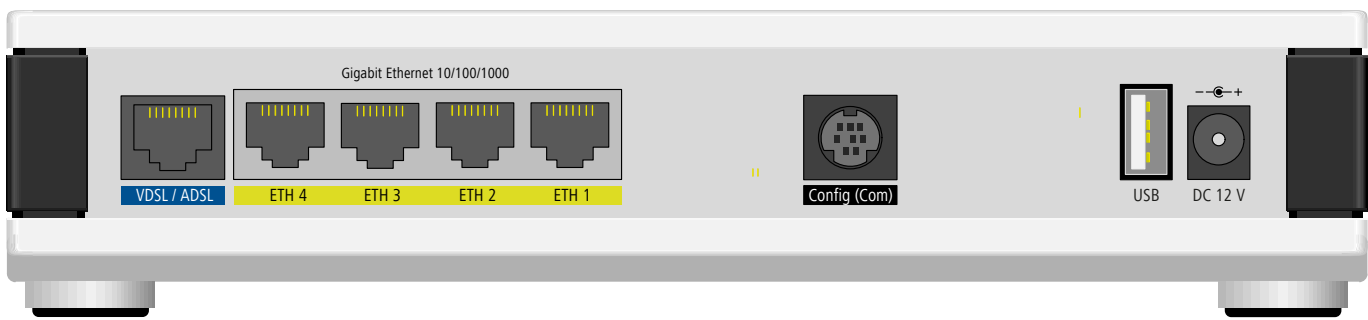 Gigabit Ethernet 10/100/1000
VDSL / ADSL
ETH 4
ETH 3
ETH 2
ETH 1
Config (Com)
USB
DC 12 V